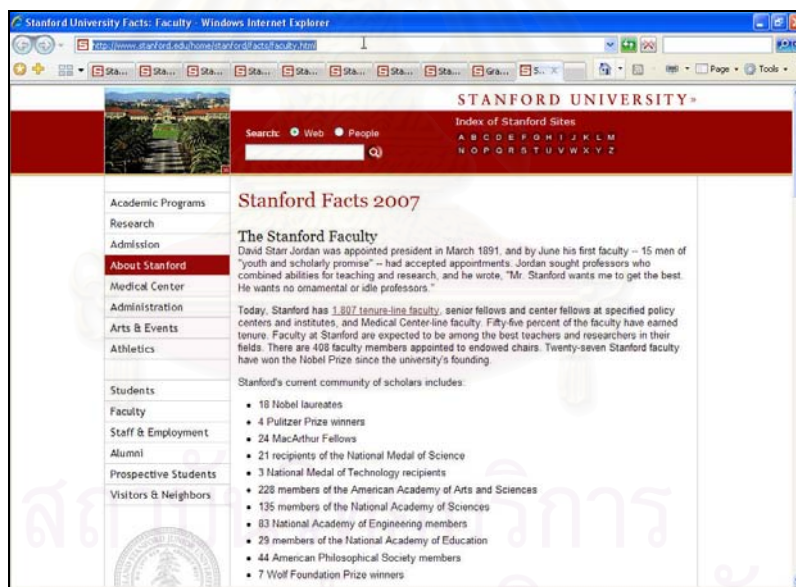 Stanford University Facts: Faculty - Windows Internet Explorer
http://www.stanford.edu/home/stanford/facts/faculty.html
Sta... Sta... Sta... Sta... Sta... Sta... Sta... Sta... Gra... S... Page Tools
STANFORD UNIVERSITY
Search: Web People
Index of Stanford Sites
A B C D E F G H I J K L M
N O P Q R S T U V W X Y Z
Academic Programs
Research
Admission
About Stanford
Medical Center
Administration
Arts & Events
Athletics
Students
Faculty
Staff & Employment
Alumni
Prospective Students
Visitors & Neighbors
Stanford Facts 2007
The Stanford Faculty
David Starr Jordan was appointed president in March 1891, and by June his first faculty -- 15 men of
"youth and scholarly promise" -- had accepted appointments. Jordan sought professors who
combined abilities for teaching and research, and he wrote, "Mr. Stanford wants me to get the best.
He wants no ornamental or idle professors."
Today, Stanford has 1,807 tenure-line faculty, senior fellows and center fellows at specified policy
centers and institutes, and Medical Center-line faculty. Fifty-five percent of the faculty have earned
tenure. Faculty at Stanford are expected to be among the best teachers and researchers in their
fields. There are 408 faculty members appointed to endowed chairs. Twenty-seven Stanford faculty
have won the Nobel Prize since the university's founding.
Stanford's current community of scholars includes:
• 18 Nobel laureates
• 4 Pulitzer Prize winners
• 24 MacArthur Fellows
• 21 recipients of the National Medal of Science
• 3 National Medal of Technology recipients
• 228 members of the American Academy of Arts and Sciences
• 135 members of the National Academy of Sciences
• 83 National Academy of Engineering members
• 29 members of the National Academy of Education
• 44 American Philosophical Society members
• 7 Wolf Foundation Prize winners